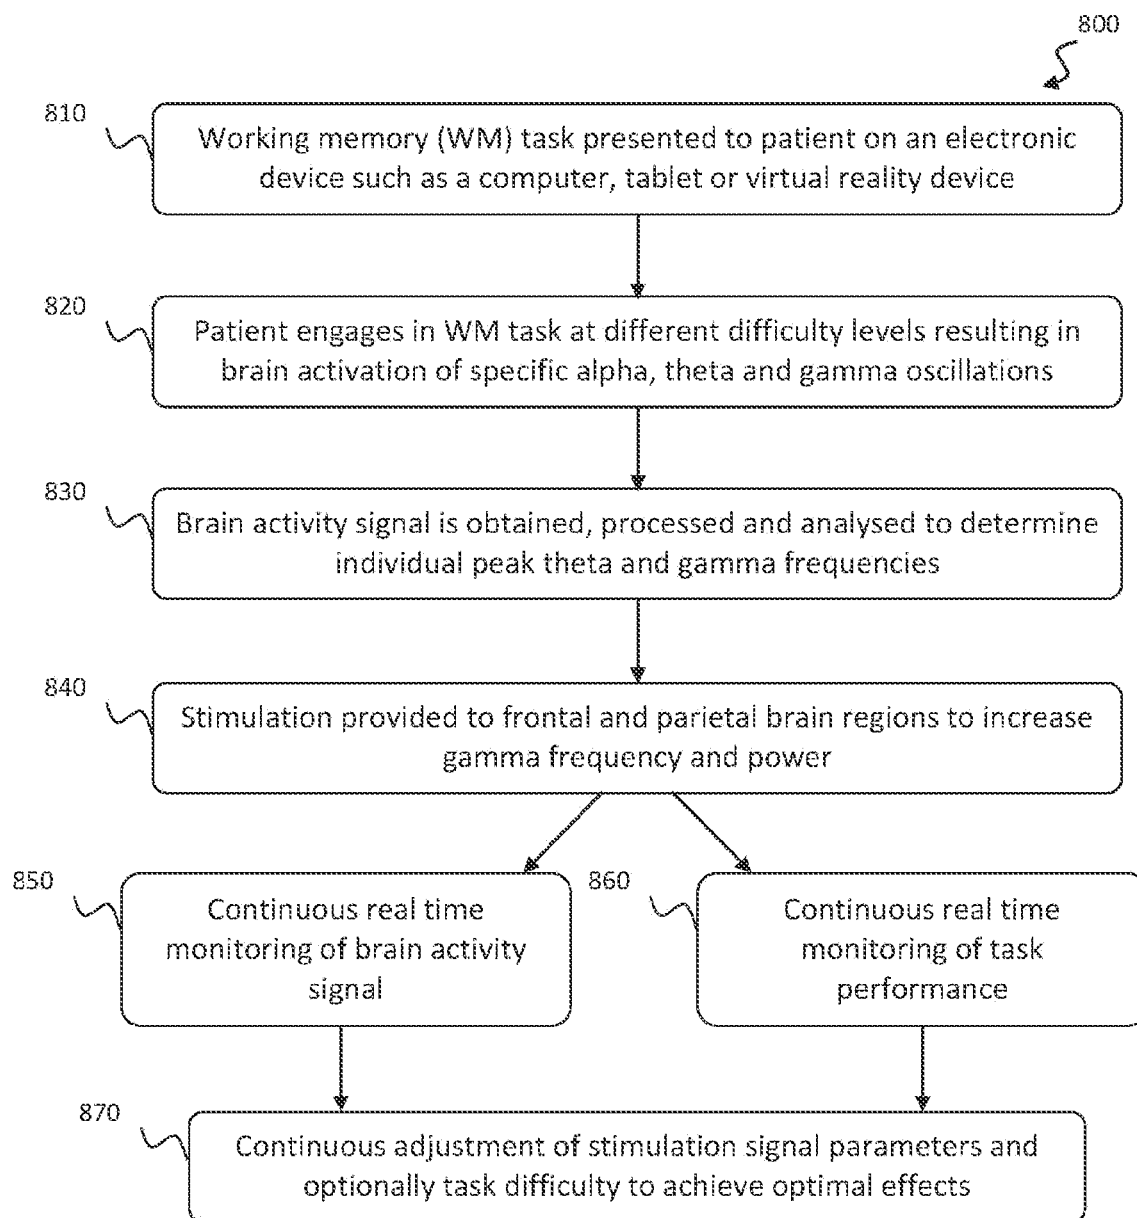 800
810
Working memory (WM) task presented to patient on an electronic
device such as a computer, tablet or virtual reality device
820
Patient engages in WM task at different difficulty levels resulting in
brain activation of specific alpha, theta and gamma oscillations
830
Brain activity signal is obtained, processed and analysed to determine
individual peak theta and gamma frequencies
840
Stimulation provided to frontal and parietal brain regions to increase
gamma frequency and power
850
Continuous real time
monitoring of brain activity
signal
860
Continuous real time
monitoring of task
performance
870
Continuous adjustment of stimulation signal parameters and
optionally task difficulty to achieve optimal effects